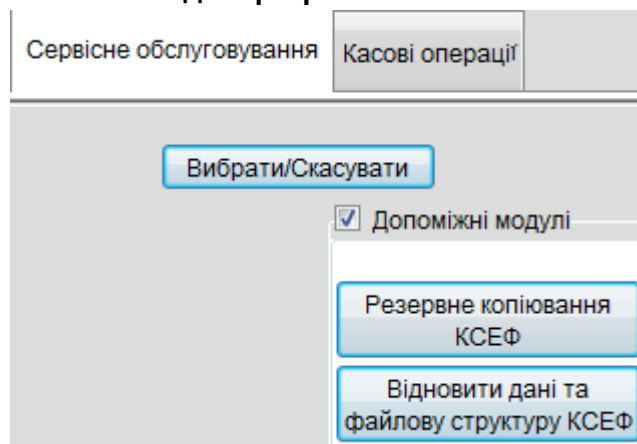 Сервісне обслуговування Касові операції
Вибрати/Скасувати
Допоміжні модулі
Резервне копіювання
КСЕФ
Відновити дані та
файлову структуру КСЕФ